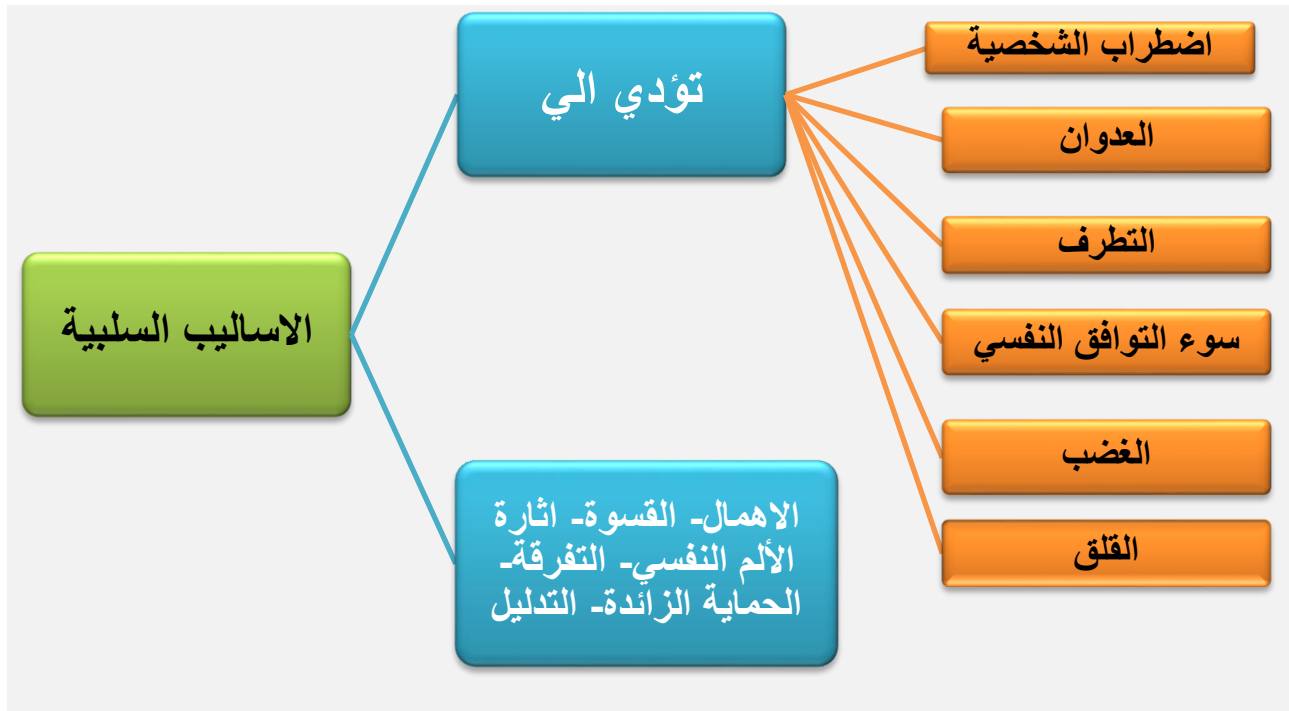 الاساليب السلبية
تؤدي الي
اضطراب الشخصية
العدوان
التطرف
سوء التوافق النفسي
الغضب
القلق
الاهمال- القسوة- اثارة
الألم النفسي- التفرقة-
الحماية الزائدة- التدليل